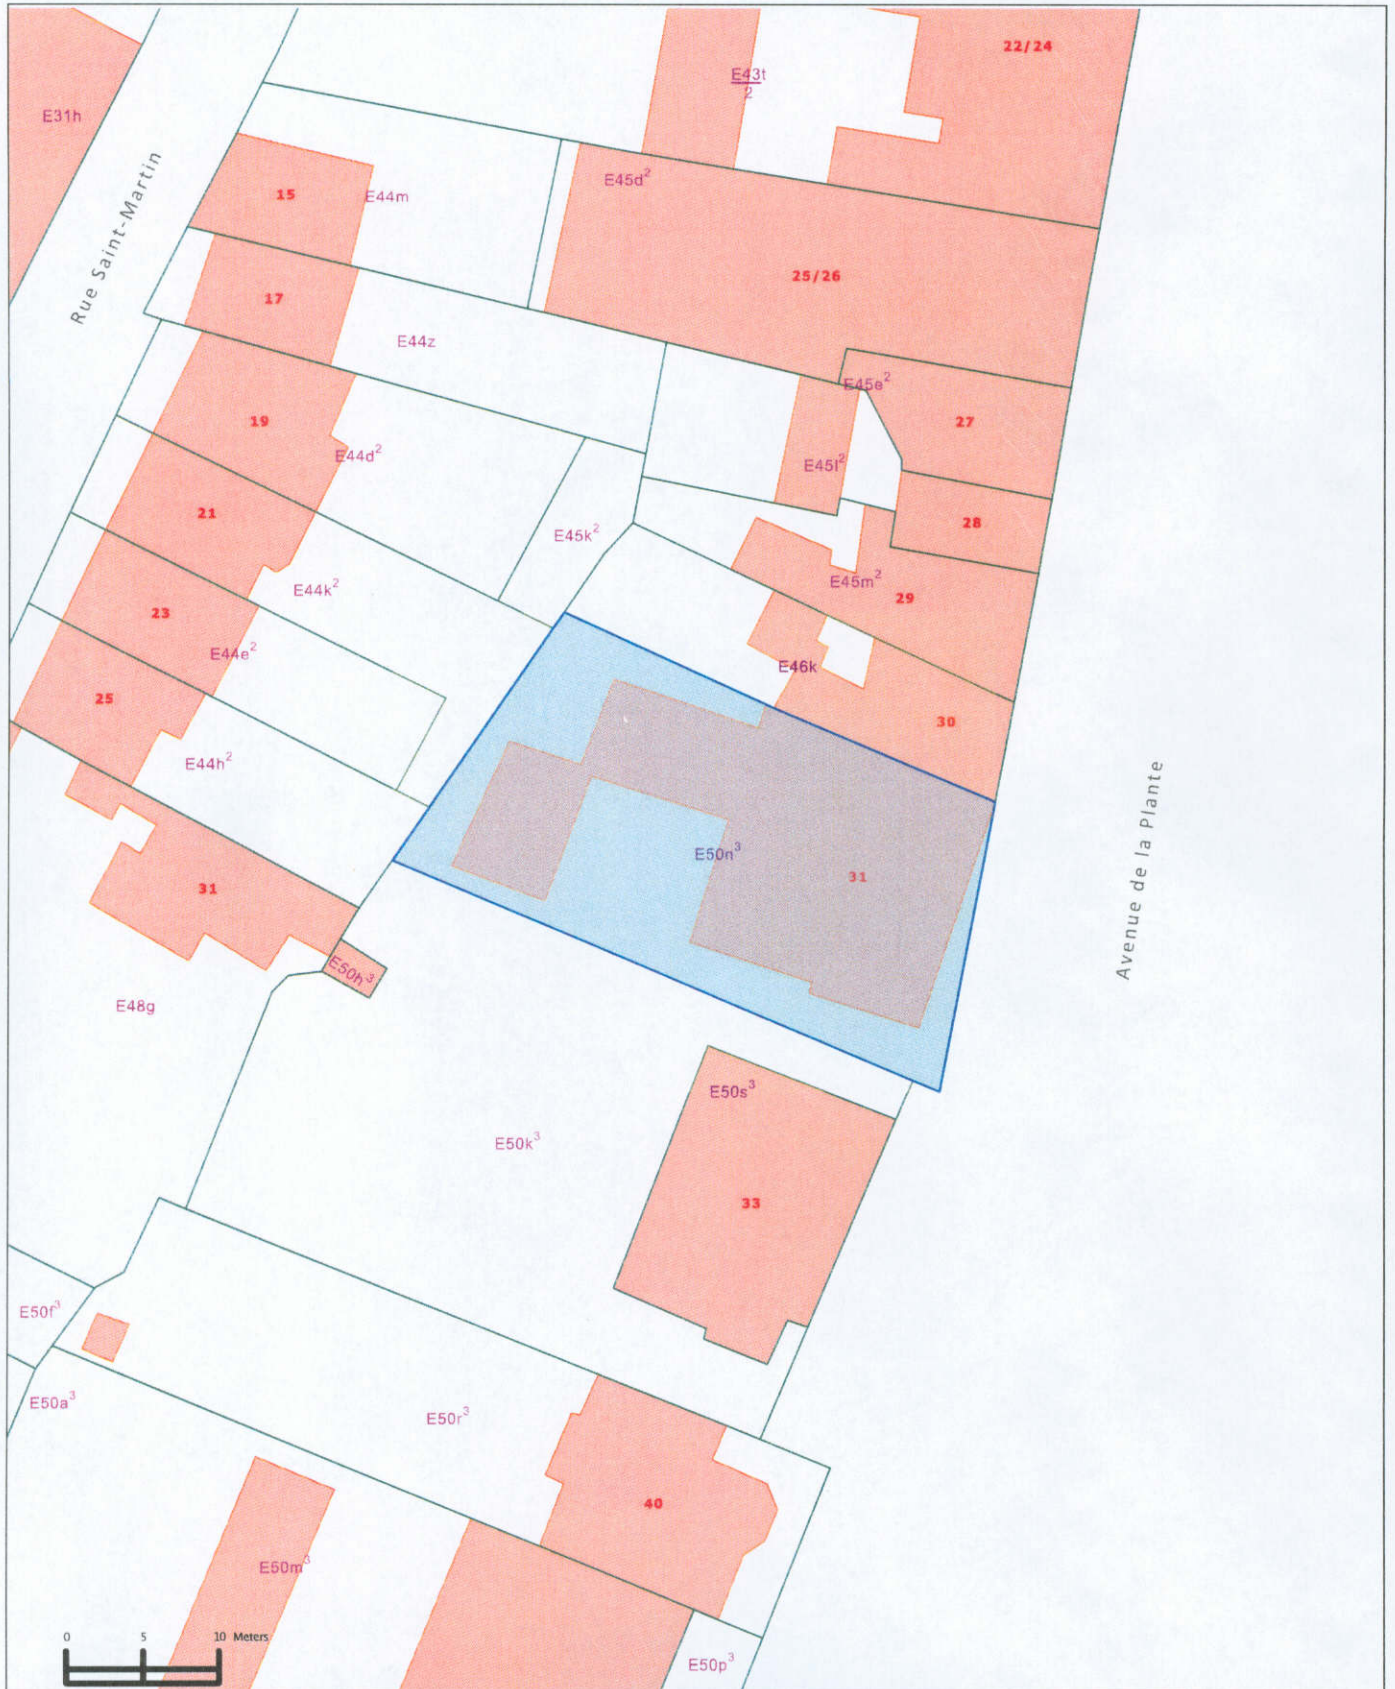 22/24
E43t
2
E31h
E45d²
15
E44m
Rue Saint-Martin
25/26
17
E44z
E45e²
27
19
E44d²
E45l²
21
28
E45k²
E45m²
E44k²
29
23
E44e²
E46k
25
30
E44h²
Avenue de la Plante
E50n³
31
31
E50h³
E48g
E50s³
E50k³
33
E50f³
E50a³
E50r³
40
E50m³
0 5 10 Meters
E50p³